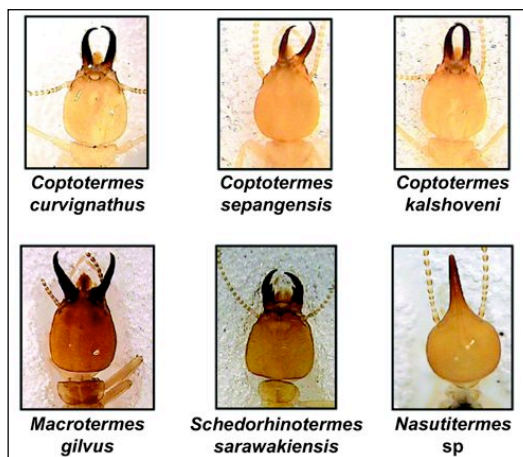 Coptotermes
curvignathus
Coptotermes
sepangensis
Coptotermes
kalshoveni
Macrotermes
gilvus
Schedorhinotermes
sarawakiensis
Nasutitermes
sp